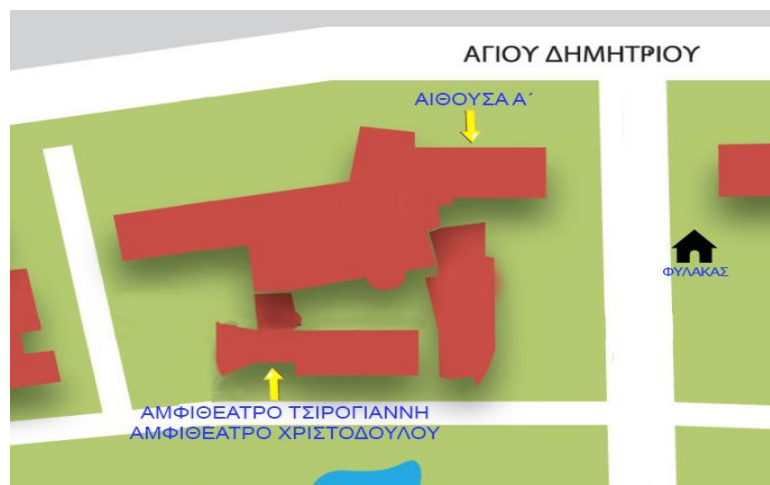 ΑΓΙΟΥ ΔΗΜΗΤΡΙΟΥ
ΑΙΘΟΥΣΑ Α΄
ΦΥΛΑΚΑΣ
ΑΜΦΙΘΕΑΤΡΟ ΤΣΙΡΟΓΙΑΝΝΗ
ΑΜΦΙΘΕΑΤΡΟ ΧΡΙΣΤΟΔΟΥΛΟΥ